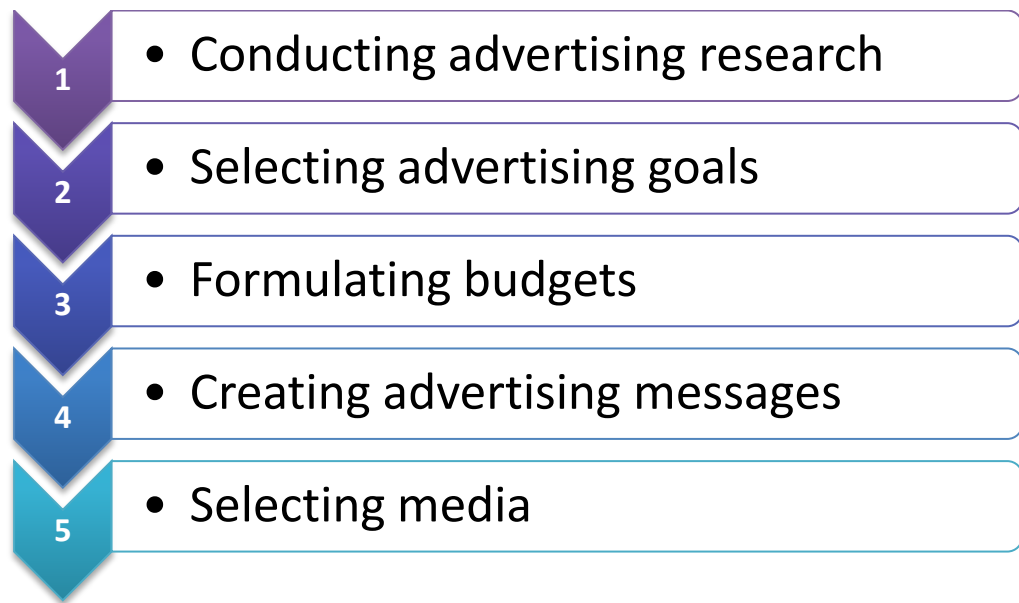 1 • Conducting advertising research
2 • Selecting advertising goals
3 • Formulating budgets
4 • Creating advertising messages
5 • Selecting media